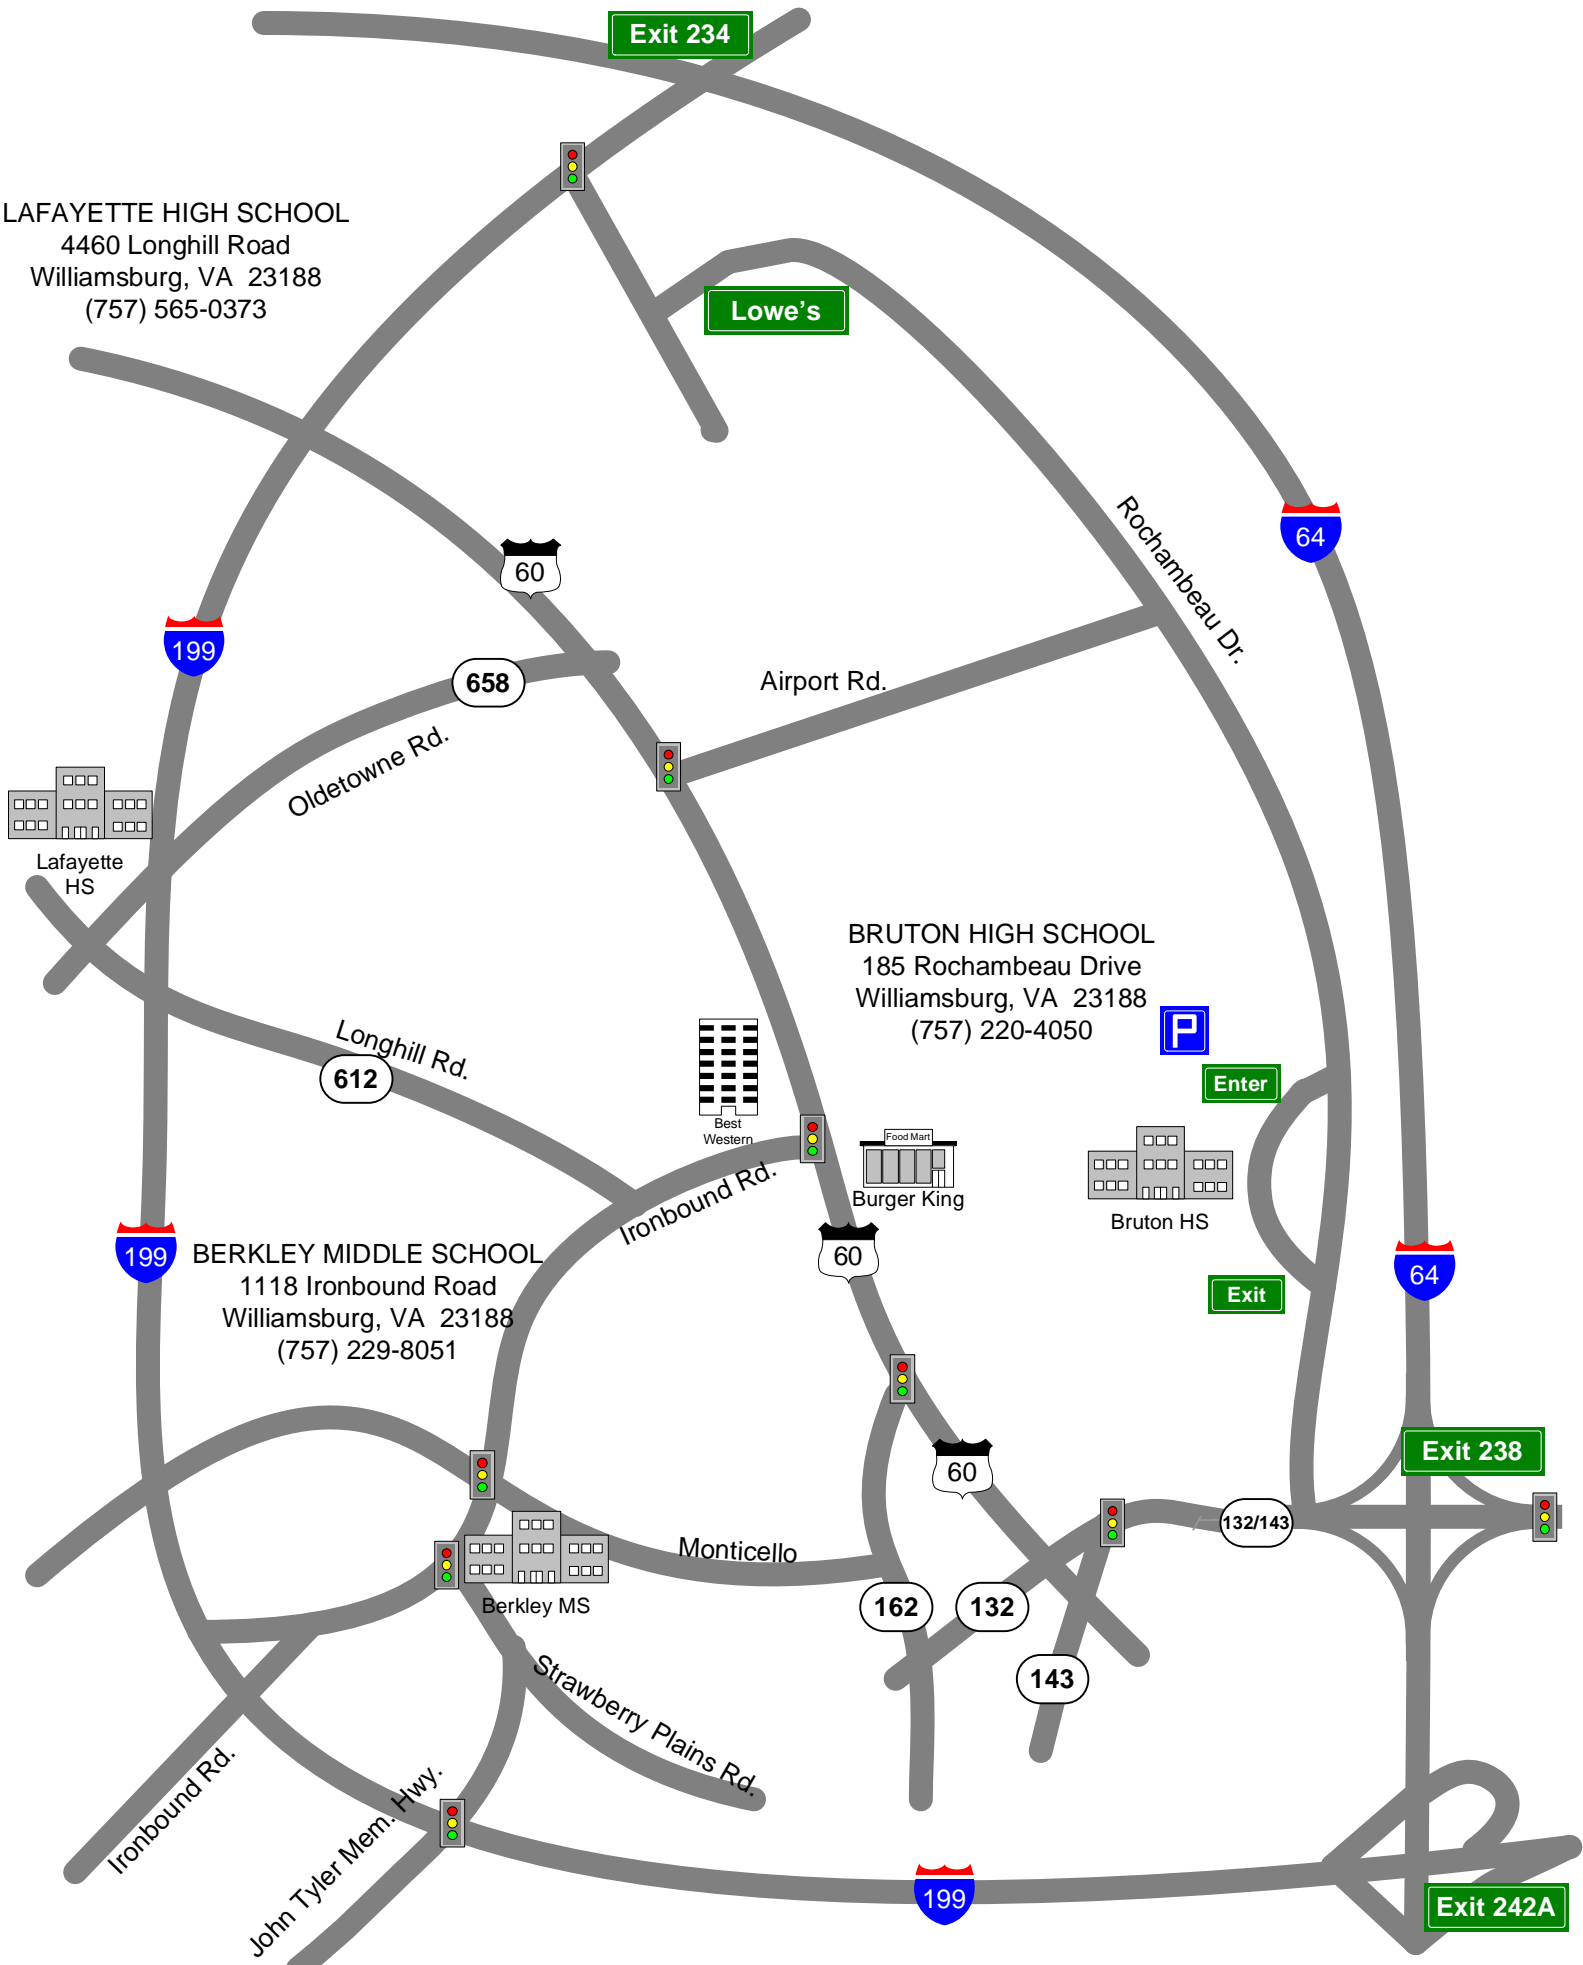 Exit 234
LAFAYETTE HIGH SCHOOL
4460 Longhill Road
Williamsburg, VA 23188
(757) 565-0373
Lowe's
Rochambeau Dr.
64
60
199
658
Airport Rd.
Oldetowne Rd.
Lafayette
HS
BRUTON HIGH SCHOOL
185 Rochambeau Drive
Williamsburg, VA 23188
(757) 220-4050
P
Longhill Rd.
612
Enter
Best
Western
Food Mart
Burger King
Ironbound Rd.
Bruton HS
199
BERKLEY MIDDLE SCHOOL
1118 Ironbound Road
Williamsburg, VA 23188
(757) 229-8051
60
64
Exit
Exit 238
60
132/143
Monticello
Berkley MS
162
132
143
Strawberry Plains Rd.
Ironbound Rd.
John Tyler Mem. Hwy.
199
Exit 242A